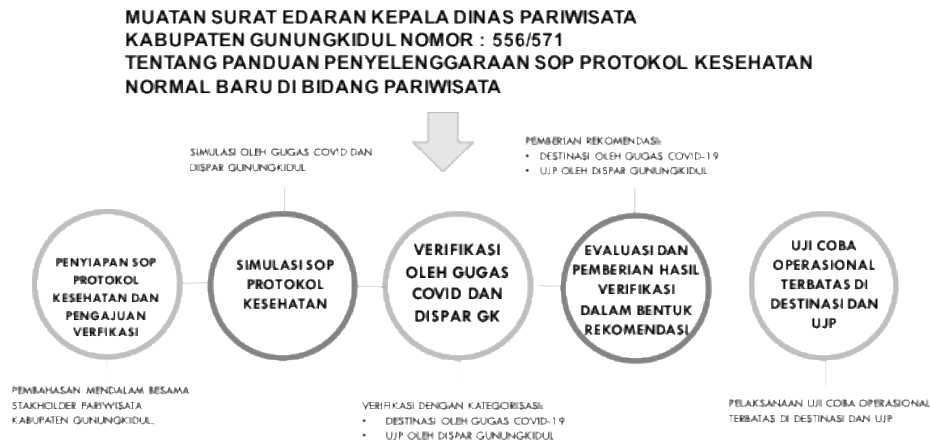 MUATAN SURAT EDARAN KEPALA DINAS PARIWISATA
KABUPATEN GUNUNGKIDUL NOMOR : 556/571
TENTANG PANDUAN PENYELENGGARAAN SOP PROTOKOL KESEHATAN
NORMAL BARU DI BIDANG PARIWISATA
SIMULASI OLEH GUGAS COVID DAN
DISPAR GUNUNGKIDUL
PEMBERIAN REKOMENDASI:
• DESTINASI OLEH GUGAS COVID-19
• UJP OLEH DISPAR GUNUNGKIDUL
PENYIAPAN SOP
PROTOKOL
KESEHATAN DAN
PENGAJUAN
VERFIKASI
SIMULASI SOP
PROTOKOL
KESEHATAN
VERIFIKASI
OLEH GUGAS
COVID DAN
DISPAR GK
EVALUASI DAN
PEMBERIAN HASIL
VERIFIKASI
DALAM BENTUK
REKOMENDASI
UJI COBA
OPERASIONAL
TERBATAS DI
DESTINASI DAN
UJP
PEMBAHASAN MENDALAM BESAMA
STAKHOLDER PARIWISATA
KABUPATEN GUNUNGKIDUL.
VERIFIKASI DENGAN KATEGORISASI:
• DESTINASI OLEH GUGAS COVID-19
• UJP OLEH DISPAR GUNUNGKIDUL
PELAKSANAAN UJI COBA OPERASIONAL
TERBATAS DI DESTINASI DAN UJP